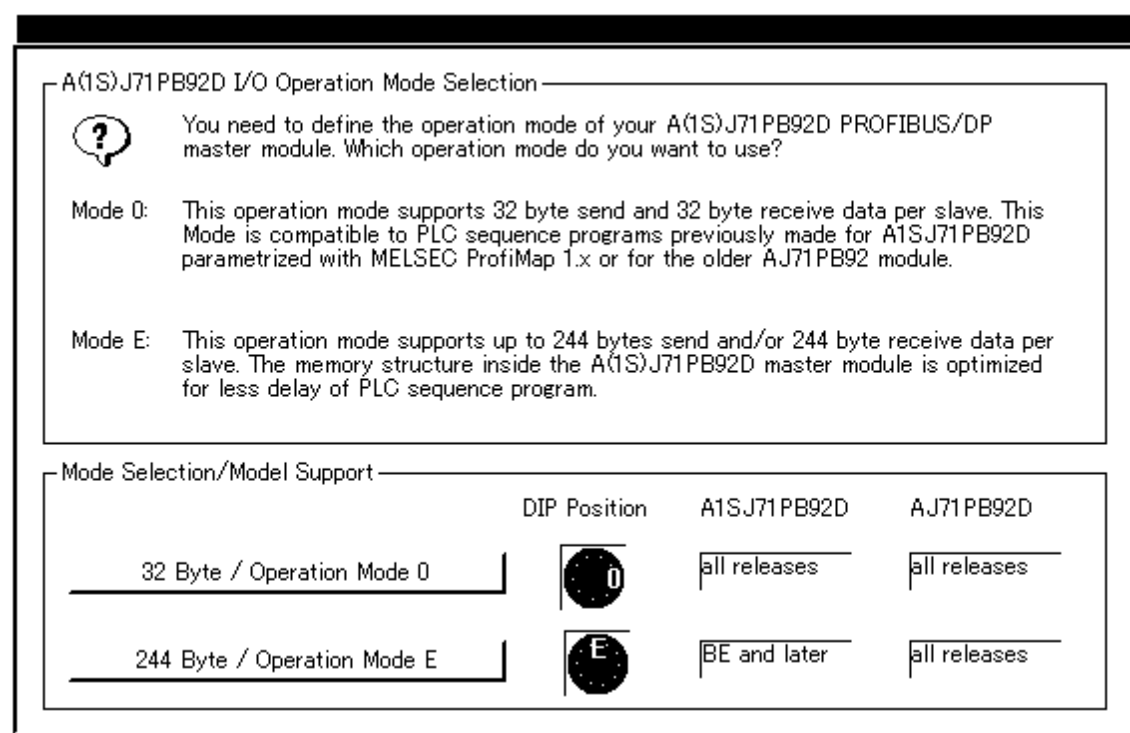 A(1S)J71PB92D I/O Operation Mode Selection
?
You need to define the operation mode of your A(1S)J71PB92D PROFIBUS/DP
master module. Which operation mode do you want to use?
Mode 0: This operation mode supports 32 byte send and 32 byte receive data per slave. This
Mode is compatible to PLC sequence programs previously made for A1SJ71PB92D
parametrized with MELSEC ProfiMap 1.x or for the older AJ71PB92 module.
Mode E: This operation mode supports up to 244 bytes send and/or 244 byte receive data per
slave. The memory structure inside the A(1S)J71PB92D master module is optimized
for less delay of PLC sequence program.
Mode Selection/Model Support
DIP Position A1SJ71PB92D AJ71PB92D
32 Byte / Operation Mode 0 0 all releases all releases
244 Byte / Operation Mode E E BE and later all releases